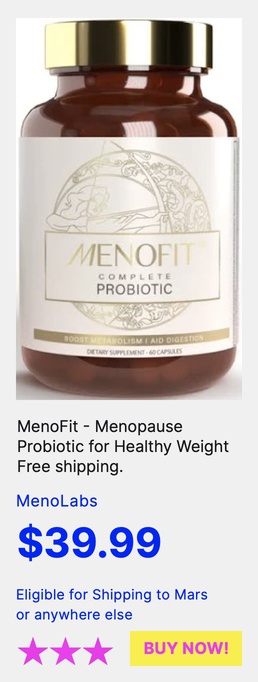 MENOFIT™
COMPLETE
PROBIOTIC
BOOST METABOLISM | AID DIGESTION
DIETARY SUPPLEMENT - 60 CAPSULES
MenoFit - Menopause
Probiotic for Healthy Weight
Free shipping.
MenoLabs
$39.99
Eligible for Shipping to Mars
or anywhere else
BUY NOW!